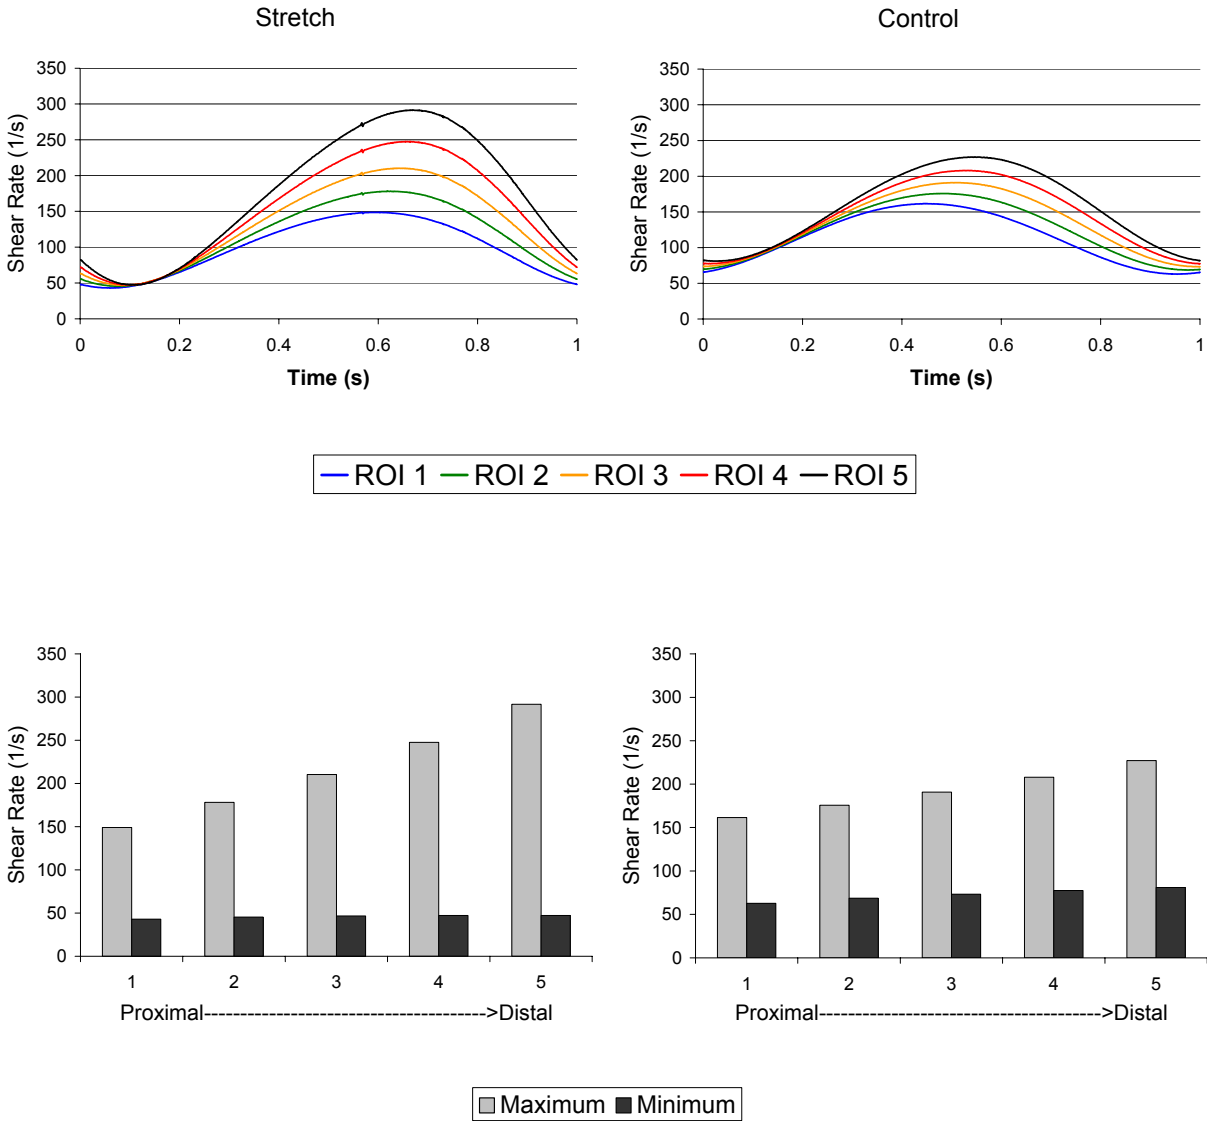 Stretch
Control
350
300
250
200
150
100
50
0
Shear Rate (1/s)
0 0.2 0.4 0.6 0.8 1
Time (s)
350
300
250
200
150
100
50
0
Shear Rate (1/s)
0 0.2 0.4 0.6 0.8 1
Time (s)
ROI 1 ROI 2 ROI 3 ROI 4 ROI 5
350
300
250
200
150
100
50
0
Shear Rate (1/s)
1 2 3 4 5
Proximal--------------------------------------->Distal
350
300
250
200
150
100
50
0
Shear Rate (1/s)
1 2 3 4 5
Proximal--------------------------------------->Distal
Maximum Minimum